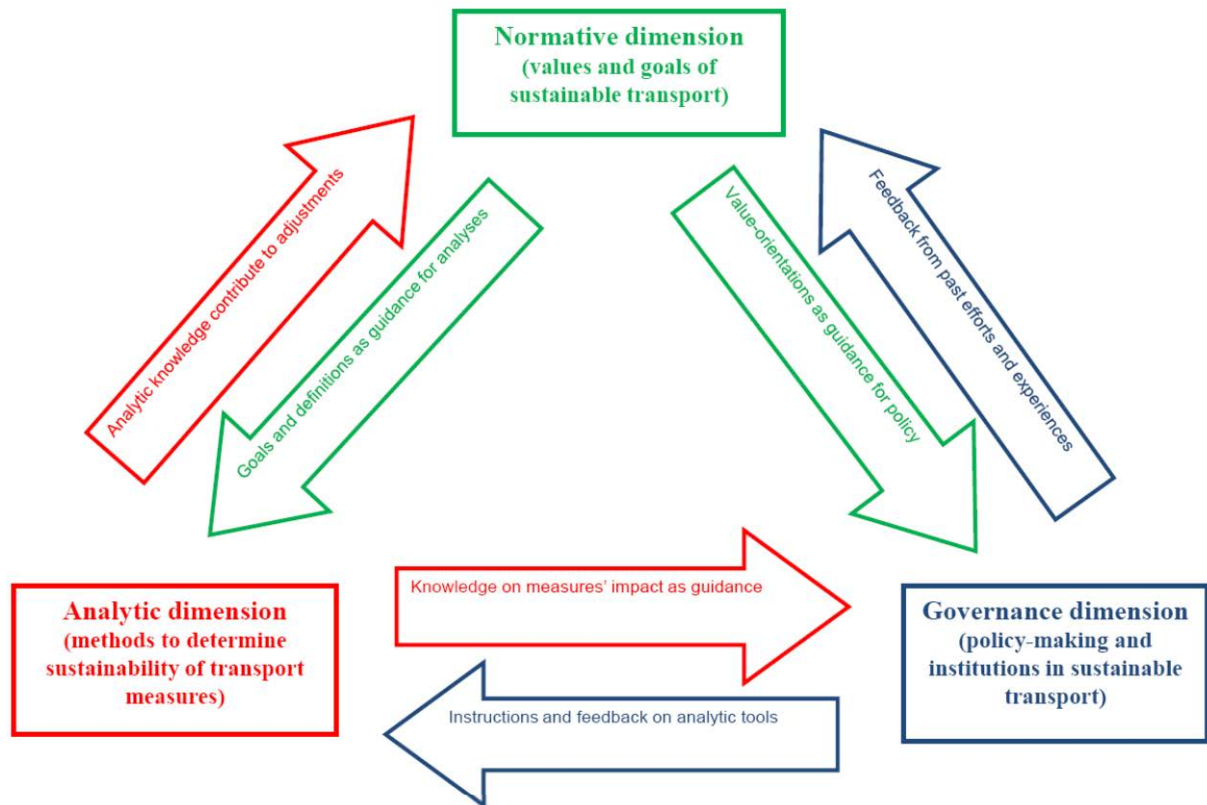 Normative dimension
(values and goals of
sustainable transport)
Analytic knowledge contribute to adjustments
Goals and definitions as guidance for analyses
Value-orientations as guidance for policy
Feedback from past efforts and experiences
Analytic dimension
(methods to determine
sustainability of transport
measures)
Knowledge on measures' impact as guidance
Instructions and feedback on analytic tools
Governance dimension
(policy-making and
institutions in sustainable
transport)